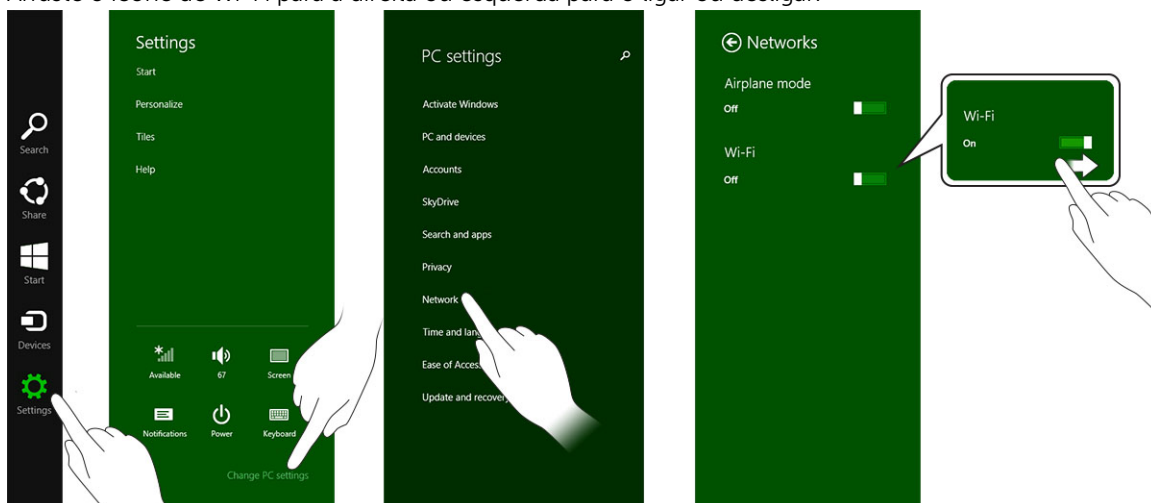 Arraste o ícone do Wi-Fi para a direita ou esquerda para o ligar ou desligar.
Search
Share
Start
Devices
Settings
Settings
Start
Personalize
Tiles
Help
Available
67
Screen
Notifications
Power
Keyboard
Change PC settings
PC settings
Activate Windows
PC and devices
Accounts
SkyDrive
Search and apps
Privacy
Network
Time and
Ease of
Update and
Networks
Airplane mode
Off
Wi-Fi
Off
Wi-Fi
On